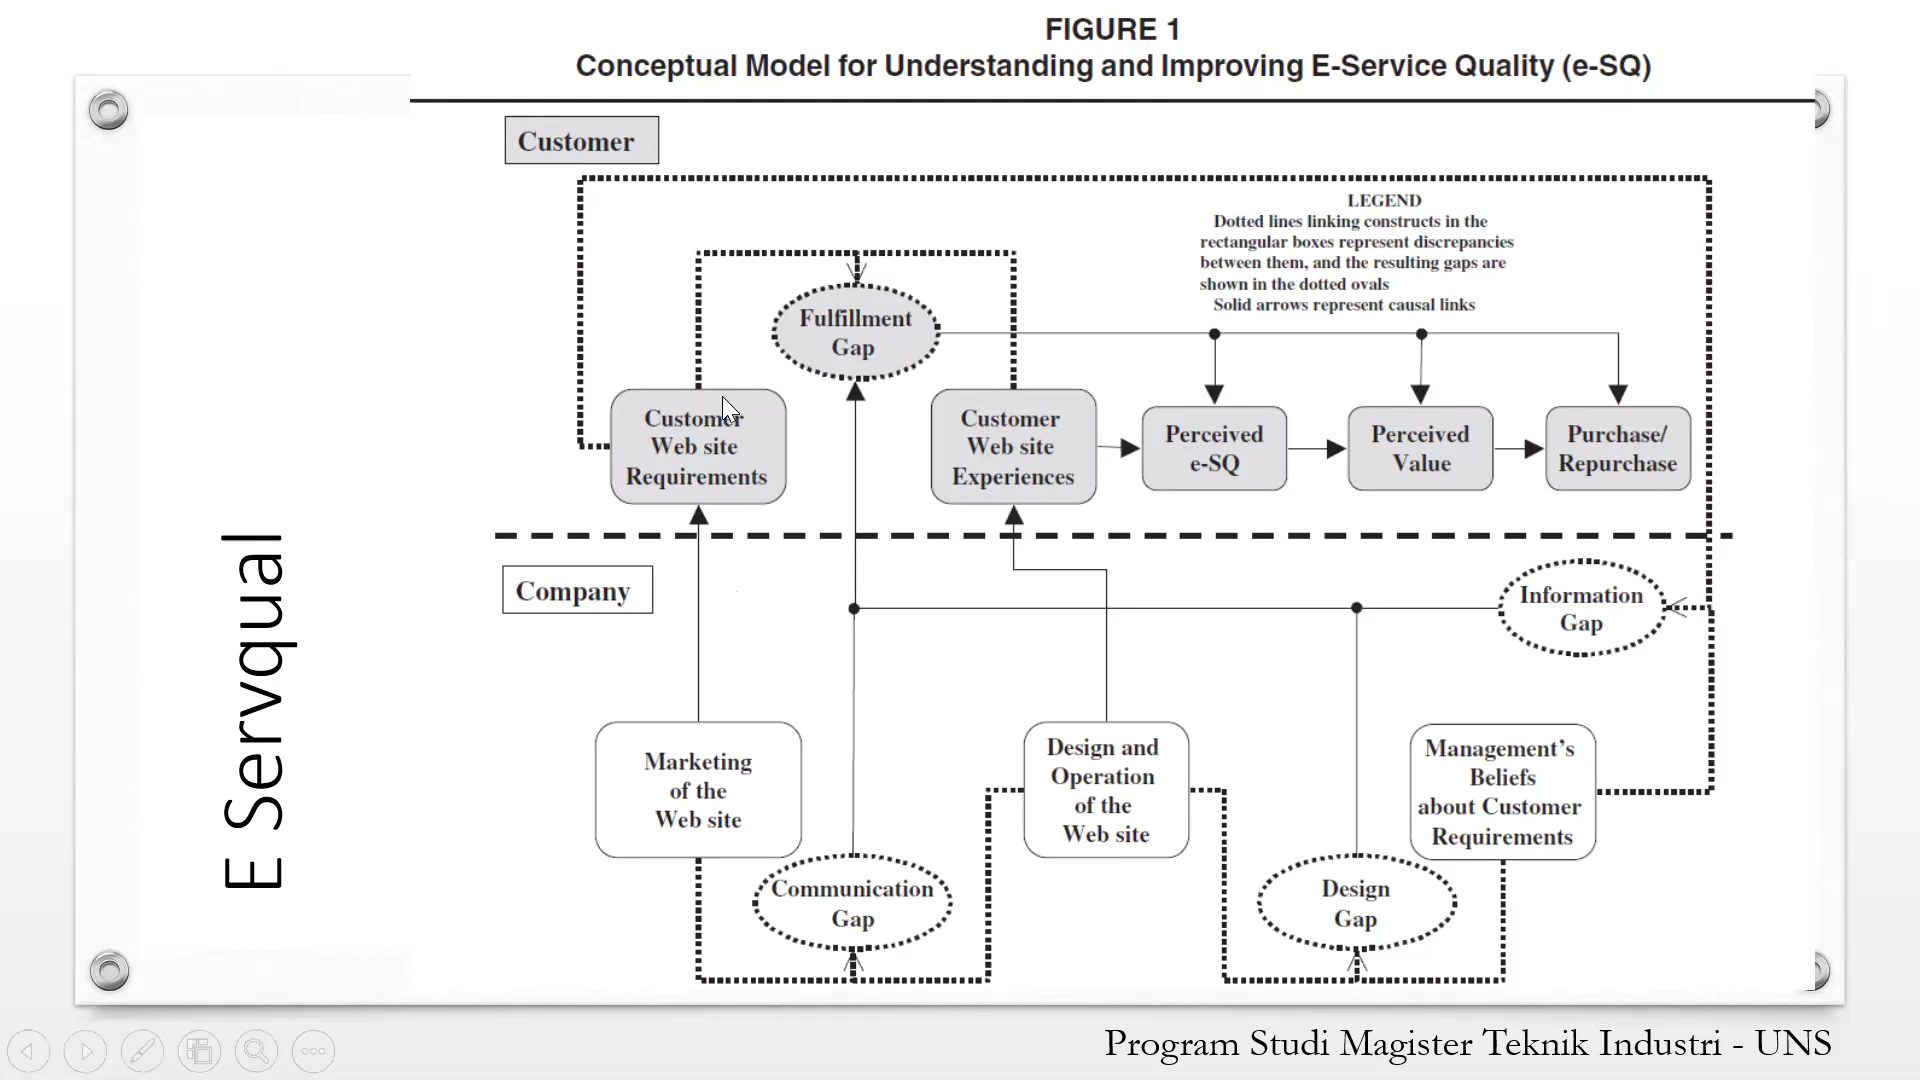 FIGURE 1
Conceptual Model for Understanding and Improving E-Service Quality (e-SQ)
Customer
LEGEND
Dotted lines linking constructs in the
rectangular boxes represent discrepancies
between them, and the resulting gaps are
shown in the dotted ovals
Solid arrows represent causal links
Fulfillment
Gap
Customer
Web site
Requirements
Customer
Web site
Experiences
Perceived
e-SQ
Perceived
Value
Purchase/
Repurchase
E Servqual
Company
Information
Gap
Marketing
of the
Web site
Design and
Operation
of the
Web site
Management's
Beliefs
about Customer
Requirements
Communication
Gap
Design
Gap
Program Studi Magister Teknik Industri - UNS